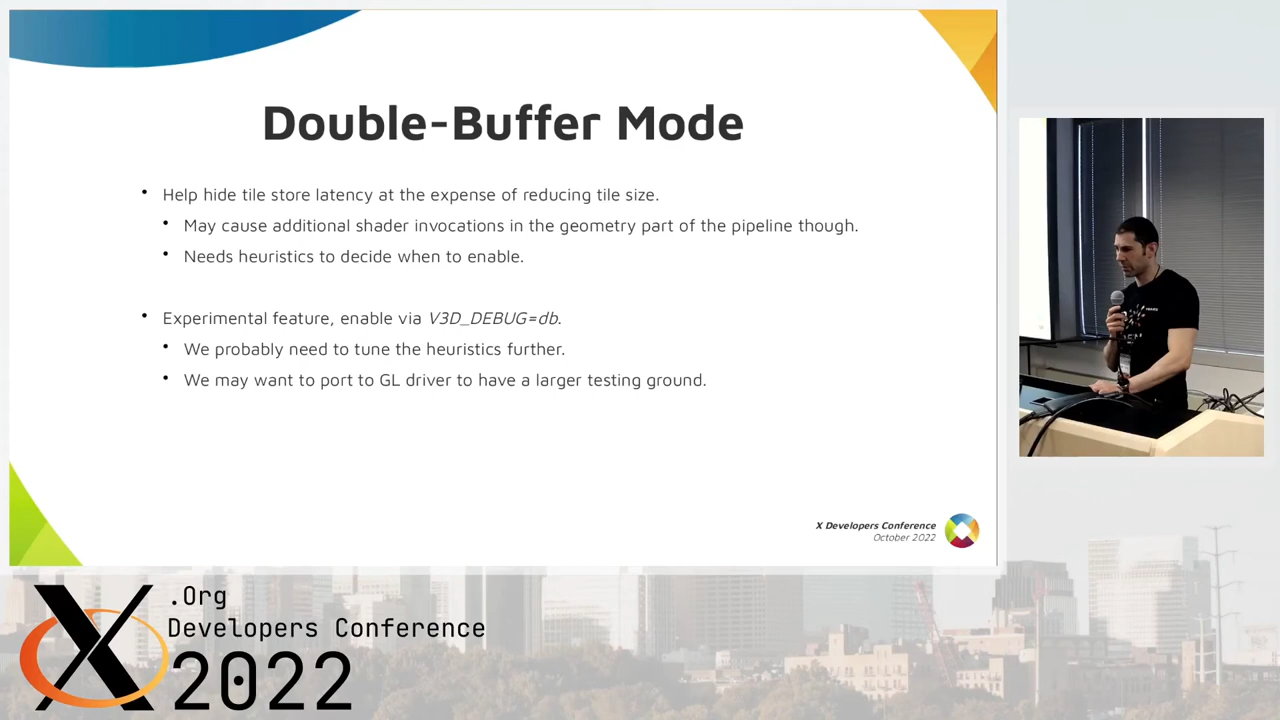 Double-Buffer Mode
• Help hide tile store latency at the expense of reducing tile size.
• May cause additional shader invocations in the geometry part of the pipeline though.
• Needs heuristics to decide when to enable.
• Experimental feature, enable via V3D_DEBUG=db.
• We probably need to tune the heuristics further.
• We may want to port to GL driver to have a larger testing ground.
X Developers Conference
October 2022
X.Org
Developers Conference
2022